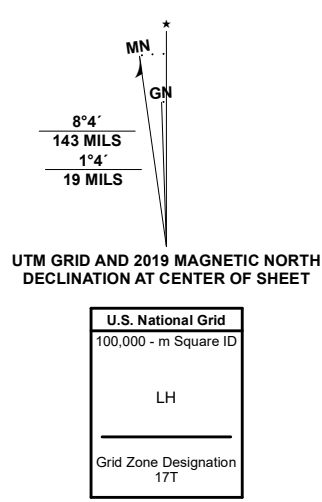 ★
MN
GN
8°4´
143 MILS
1°4´
19 MILS
UTM GRID AND 2019 MAGNETIC NORTH
DECLINATION AT CENTER OF SHEET
U.S. National Grid
100,000 - m Square ID
LH
Grid Zone Designation
17T